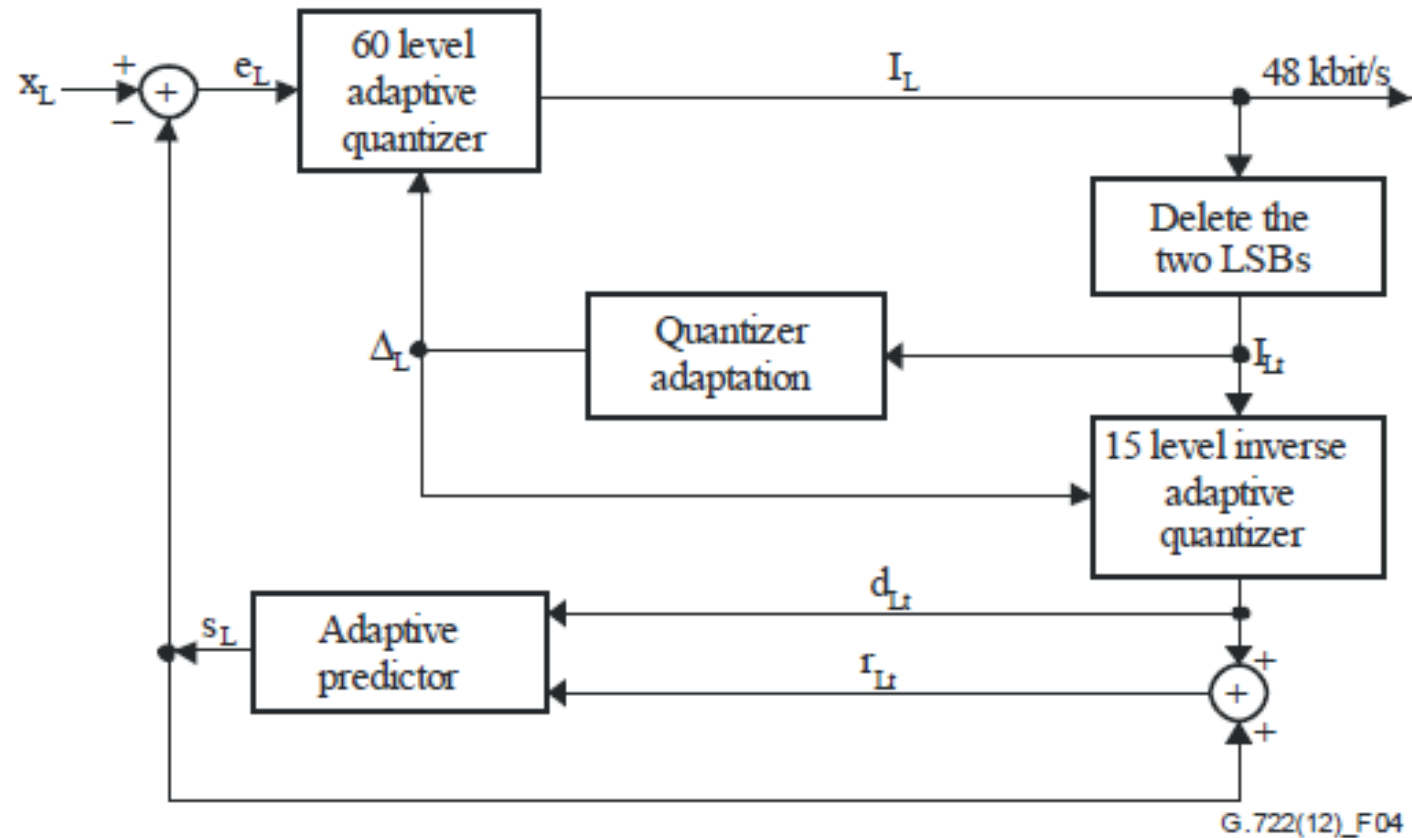 60 level
adaptive
quantizer
x_L
+
−
+
e_L
I_L
48 kbit/s
Delete the
two LSBs
Δ_L
Quantizer
adaptation
I_Lt
15 level inverse
adaptive
quantizer
d_Lt
s_L
Adaptive
predictor
r_Lt
+
+
+
G.722(12)_F04